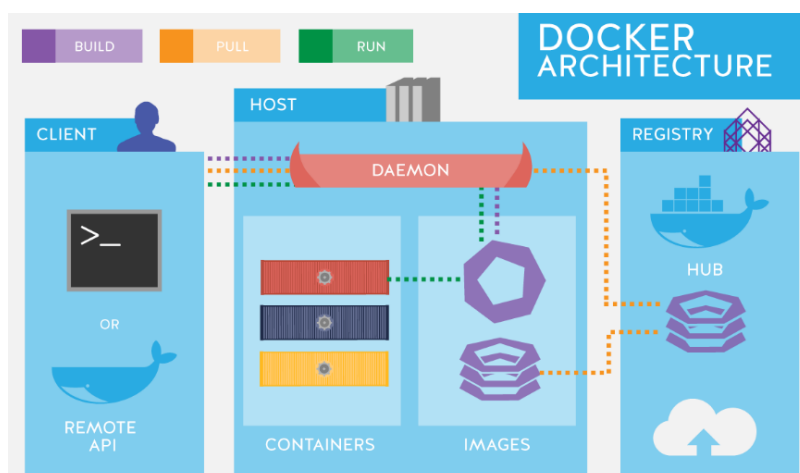 BUILD
PULL
RUN
DOCKER
ARCHITECTURE
HOST
CLIENT
REGISTRY
DAEMON
>_
HUB
OR
REMOTE
API
CONTAINERS
IMAGES